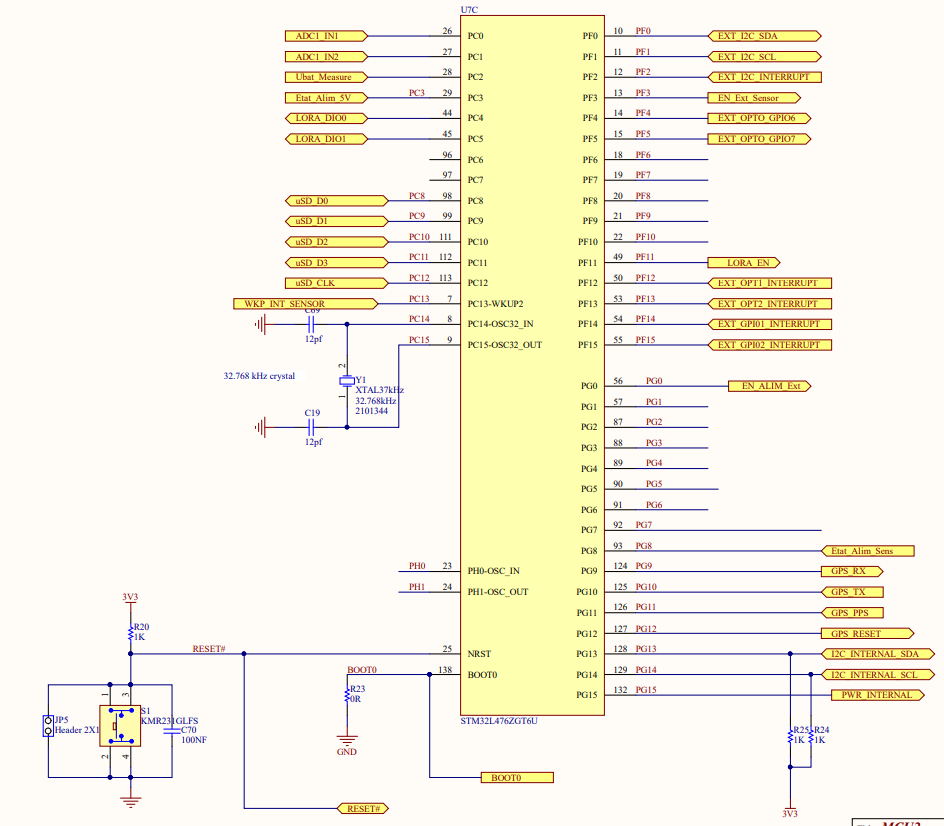 U7C
ADC1_IN1 26 PC0 PF0 10 PF0 EXT_I2C_SDA
ADC1_IN2 27 PC1 PF1 11 PF1 EXT_I2C_SCL
Ubat_Measure 28 PC2 PF2 12 PF2 EXT_I2C_INTERRUPT
Etat_Alim_5V PC3 29 PC3 PF3 13 PF3 EN_Ext_Sensor
LORA_DIO0 44 PC4 PF4 14 PF4 EXT_OPTO_GPIO6
LORA_DIO1 45 PC5 PF5 15 PF5 EXT_OPTO_GPIO7
96 PC6 PF6 18 PF6
97 PC7 PF7 19 PF7
uSD_D0 PC8 98 PC8 PF8 20 PF8
uSD_D1 PC9 99 PC9 PF9 21 PF9
uSD_D2 PC10 111 PC10 PF10 22 PF10
uSD_D3 PC11 112 PC11 PF11 49 PF11 LORA_EN
uSD_CLK PC12 113 PC12 PF12 50 PF12 EXT_OPT1_INTERRUPT
WKP_INT_SENSOR PC13 7 PC13-WKUP2 PF13 53 PF13 EXT_OPT2_INTERRUPT
PC14 8 PC14-OSC32_IN PF14 54 PF14 EXT_GPI01_INTERRUPT
12pf PC15 9 PC15-OSC32_OUT PF15 55 PF15 EXT_GPI02_INTERRUPT
32.768 kHz crystal
2 Y1
1 XTAL37kHz
32.768kHz
2101344
C19
12pf
PG0 56 PG0 EN_ALIM_Ext
PG1 57 PG1
PG2 87 PG2
PG3 88 PG3
PG4 89 PG4
PG5 90 PG5
PG6 91 PG6
PG7 92 PG7
PG8 93 PG8 Etat_Alim_Sens
PH0 23 PH0-OSC_IN PG9 124 PG9 GPS_RX
PH1 24 PH1-OSC_OUT PG10 125 PG10 GPS_TX
PG11 126 PG11 GPS_PPS
3V3
R20
1K
PG12 127 PG12 GPS_RESET
RESET# 25 NRST PG13 128 PG13 I2C_INTERNAL_SDA
BOOT0 138 BOOT0 PG14 129 PG14 I2C_INTERNAL_SCL
PG15 132 PG15 PWR_INTERNAL
R23
0R
GND
STM32L476ZGT6U
1 3
S1
KMR231GLFS
JP5
Header 2X1
C70
100NF
2 4
R25 R24
1K 1K
BOOT0
RESET#
3V3
MCU2